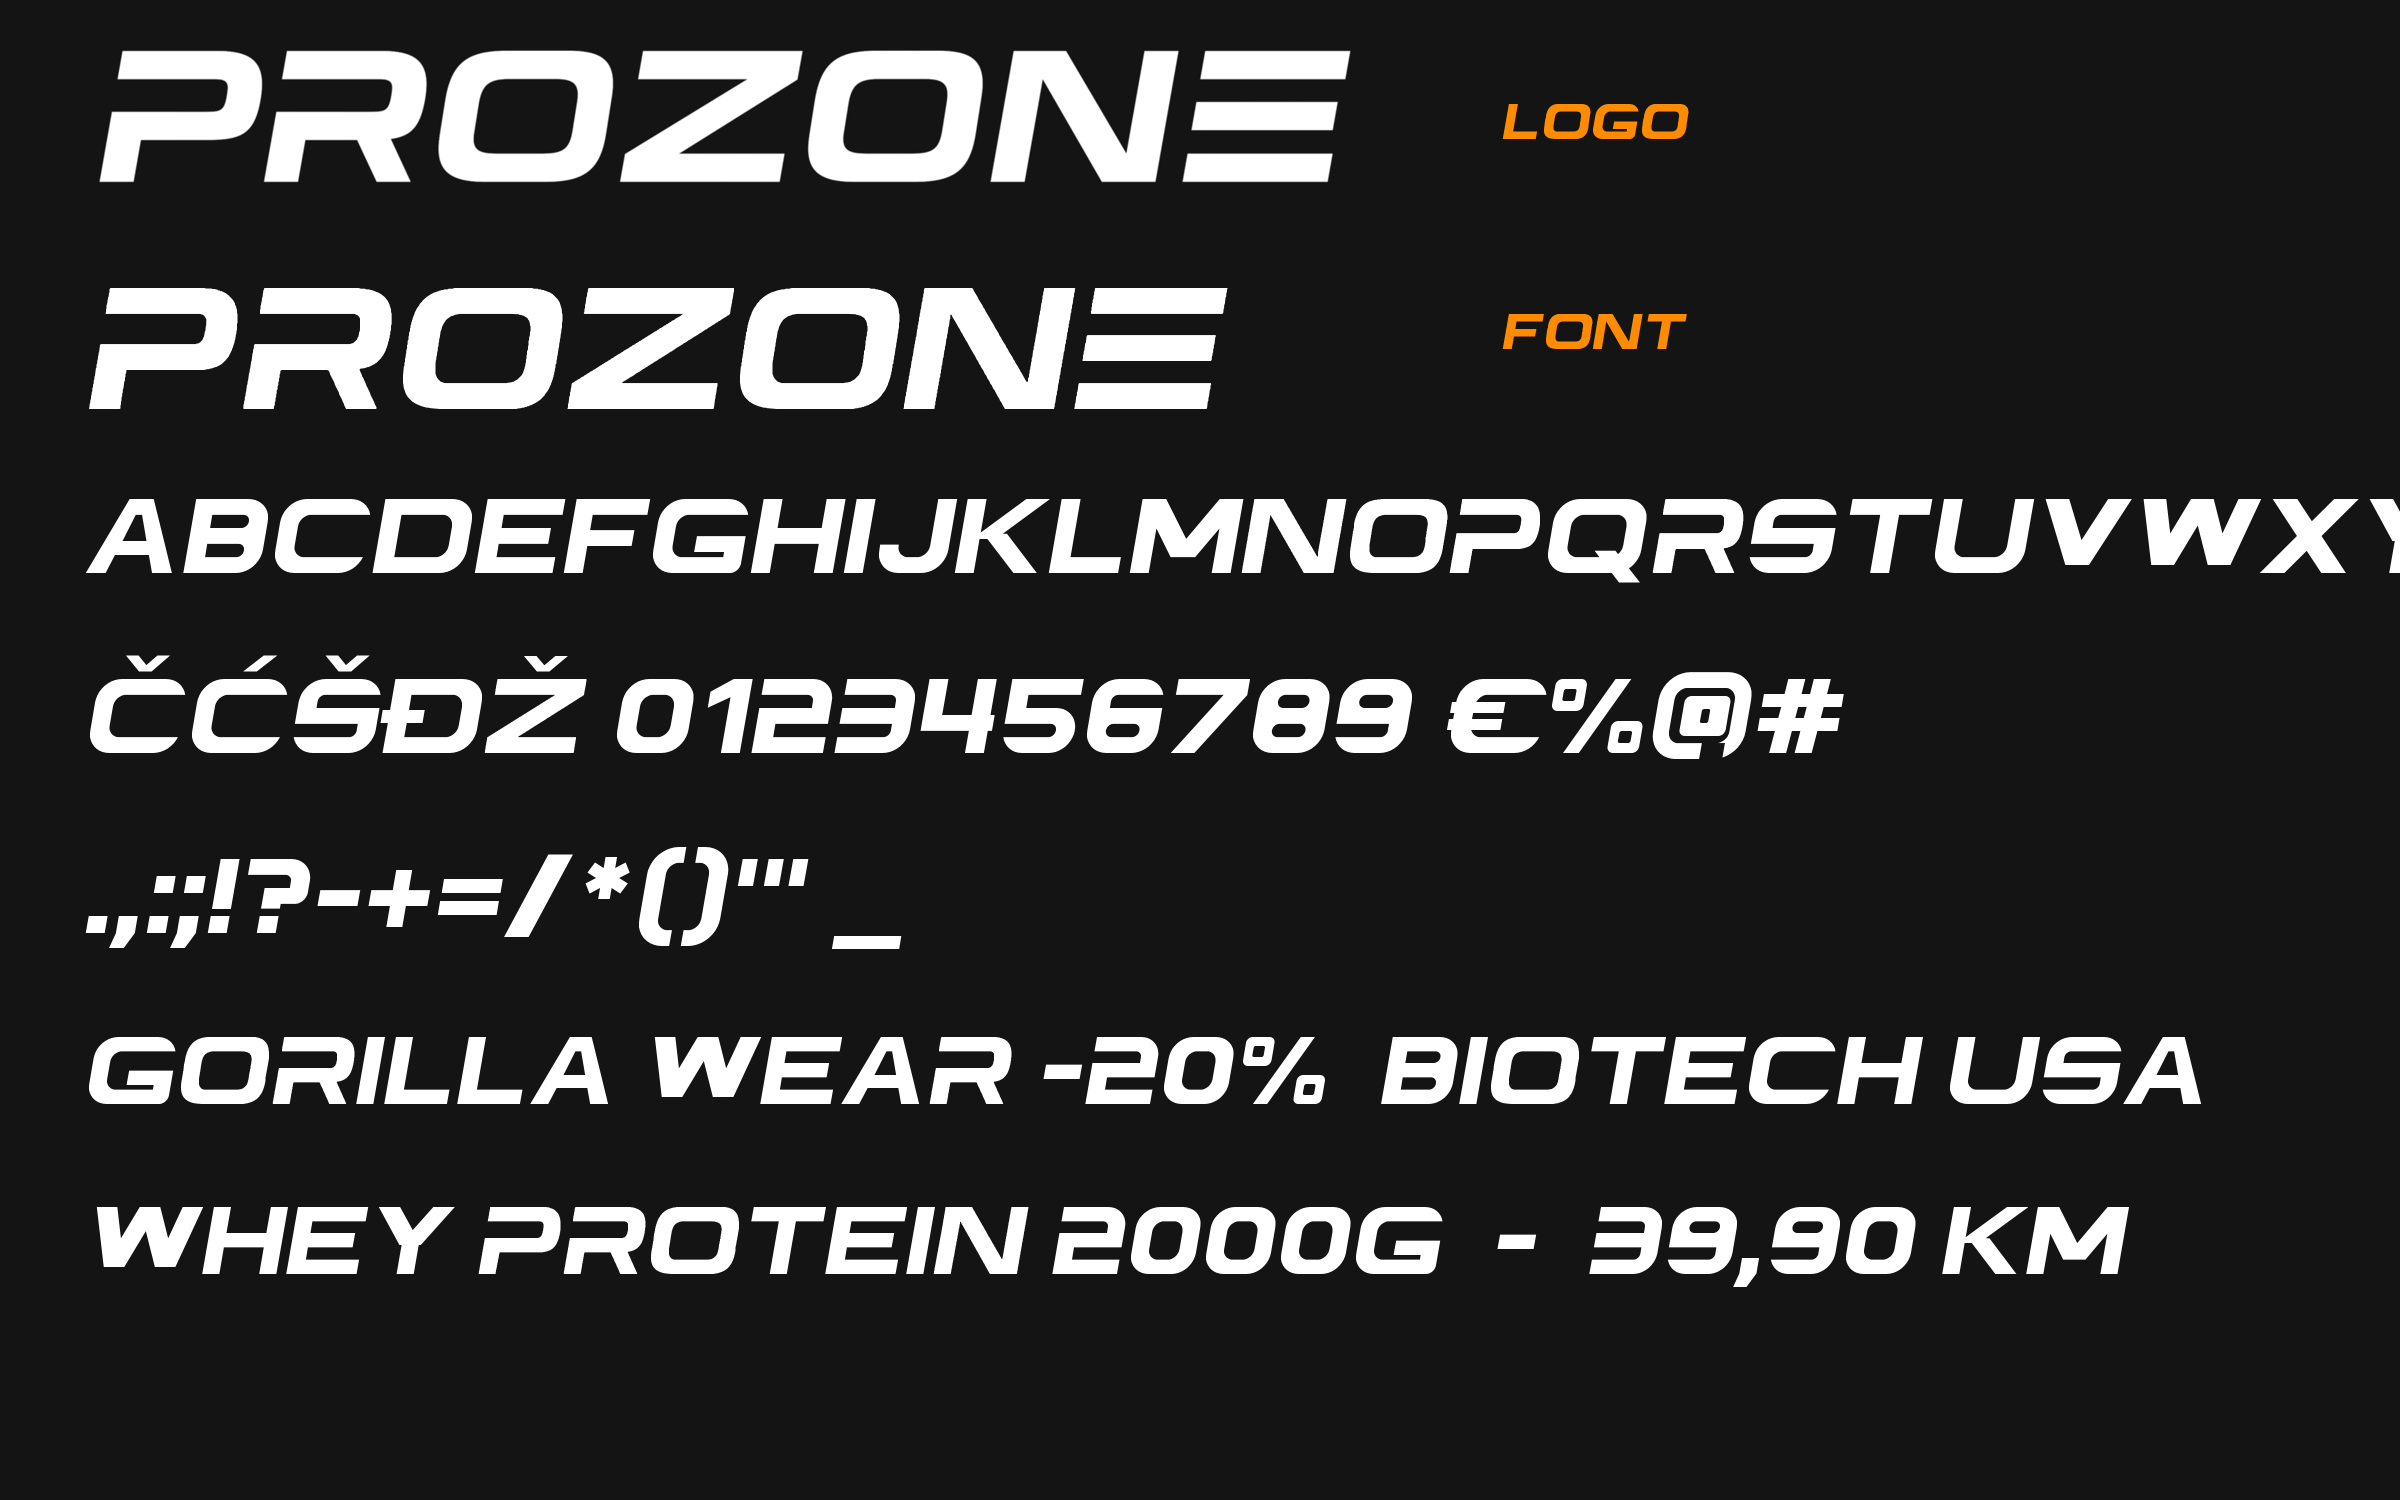 PROZONE LOGO
PROZONE FONT
ABCDEFGHIJKLMNOPQRSTUVWXY
ČĆŠĐŽ 0123456789 €%@#
.,:;!?-+=/*()"'_
GORILLA WEAR -20% BIOTECH USA
WHEY PROTEIN 2000G - 39,90 KM